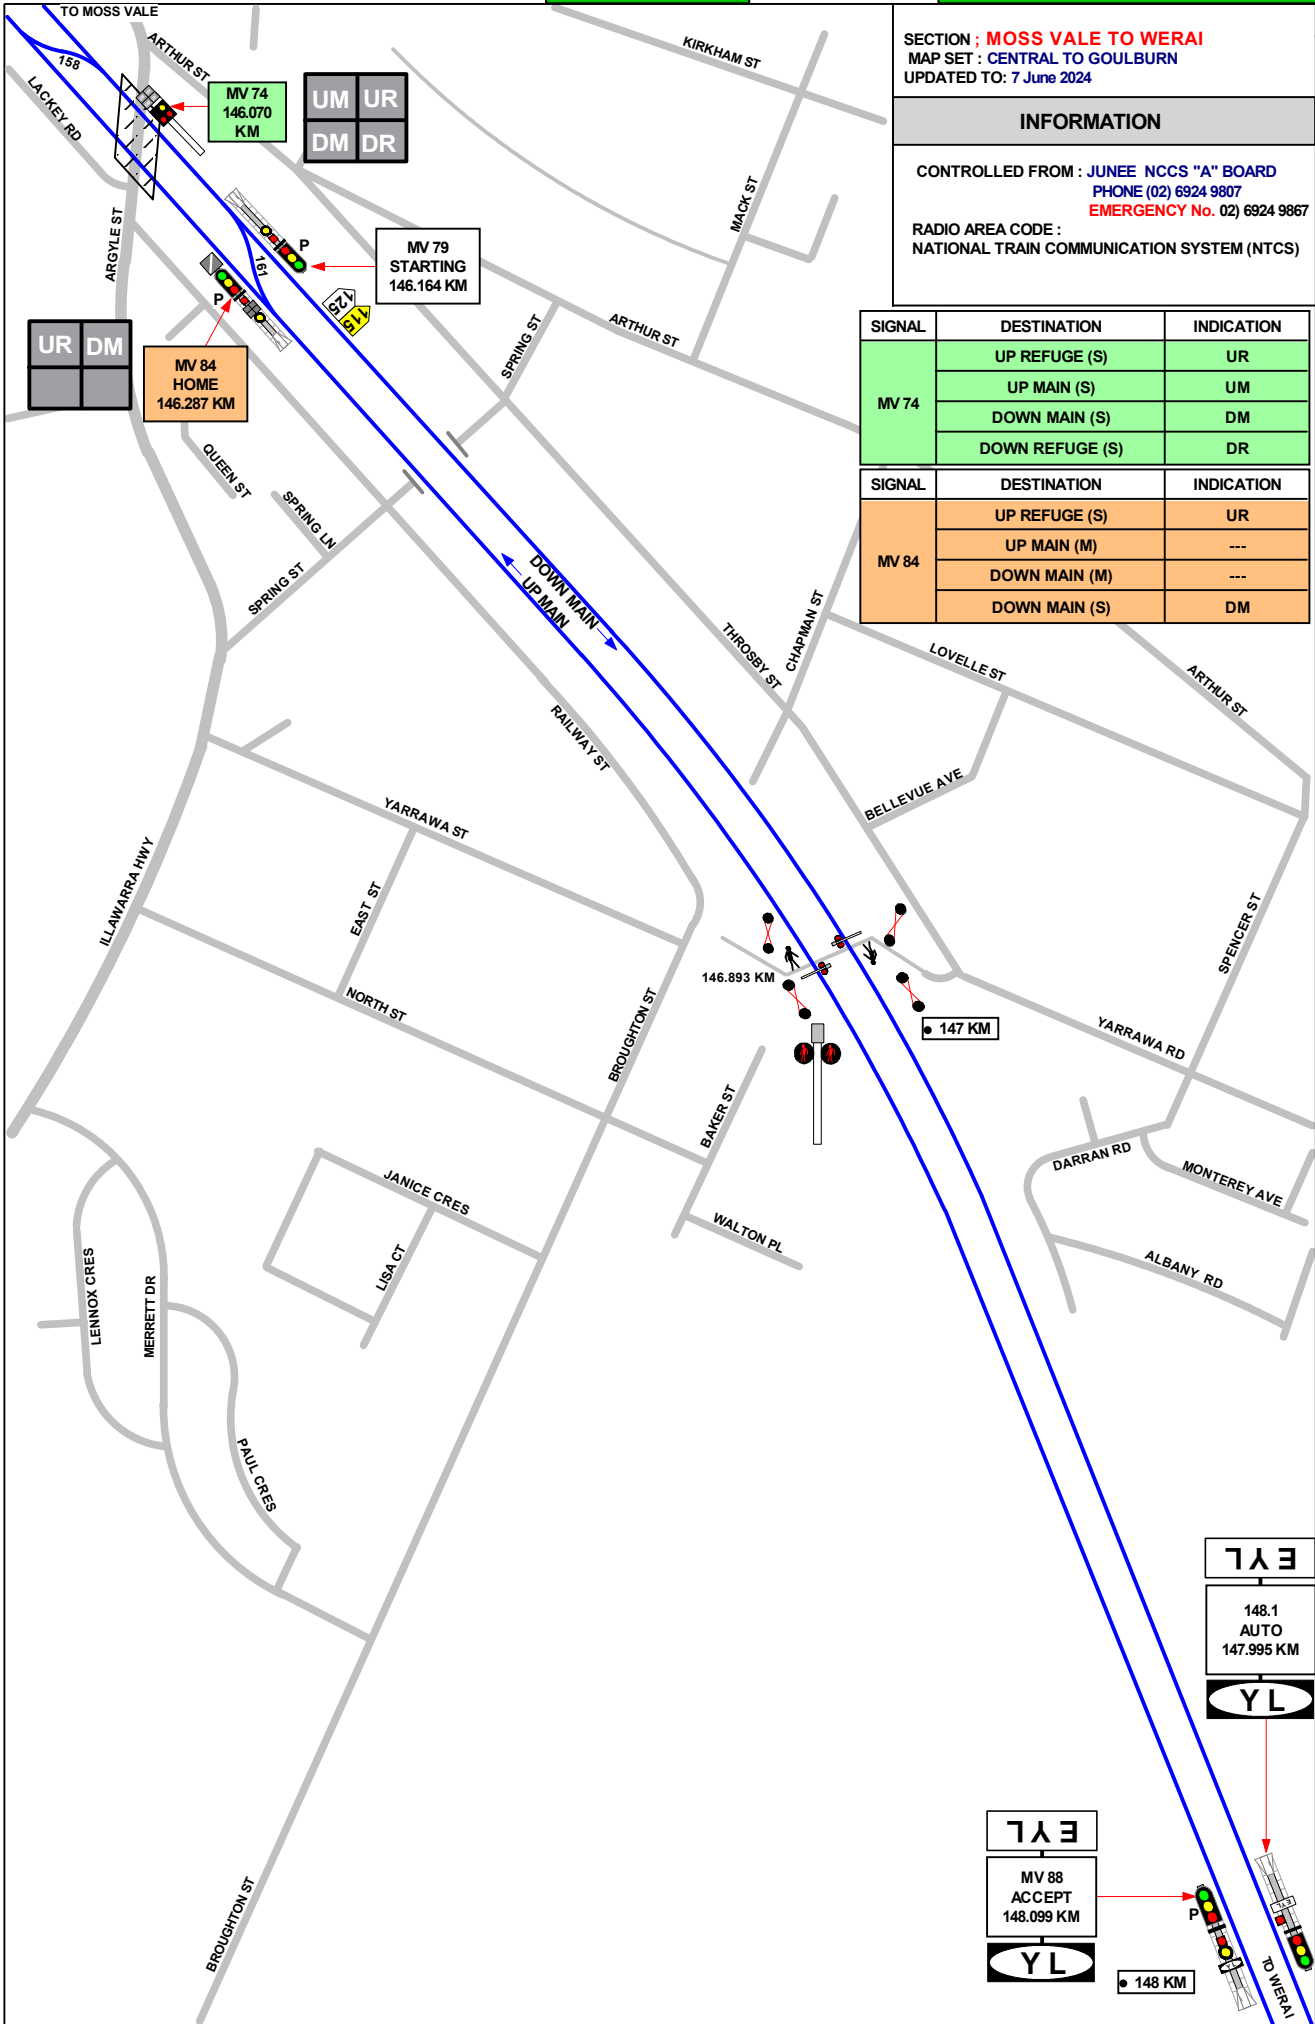 TO MOSS VALE
158
ARTHUR ST
LACKEY RD
MV 74
146.070
KM
UM UR
DM DR
KIRKHAM ST
MACK ST
ARGYLE ST
161
P
P
MV 79
STARTING
146.164 KM
125
115
UR DM
MV 84
HOME
146.287 KM
SPRING ST
ARTHUR ST
SECTION ; MOSS VALE TO WERAI
MAP SET : CENTRAL TO GOULBURN
UPDATED TO: 7 June 2024
INFORMATION
CONTROLLED FROM : JUNEE NCCS "A" BOARD
PHONE (02) 6924 9807
EMERGENCY No. 02) 6924 9867
RADIO AREA CODE :
NATIONAL TRAIN COMMUNICATION SYSTEM (NTCS)
SIGNAL DESTINATION INDICATION
MV 74
UP REFUGE (S) UR
UP MAIN (S) UM
DOWN MAIN (S) DM
DOWN REFUGE (S) DR
SIGNAL DESTINATION INDICATION
MV 84
UP REFUGE (S) UR
UP MAIN (M) ---
DOWN MAIN (M) ---
DOWN MAIN (S) DM
QUEEN ST
SPRING LN
SPRING ST
DOWN MAIN
UP MAIN
THROSBY ST
CHAPMAN ST
LOVELLE ST
ARTHUR ST
RAILWAY ST
BELLEVUE AVE
YARRAWA ST
ILLAWARRA HWY
EAST ST
SPENCER ST
146.893 KM
NORTH ST
BROUGHTON ST
147 KM
YARRAWA RD
BAKER ST
DARRAN RD
MONTEREY AVE
JANICE CRES
WALTON PL
LISA CT
ALBANY RD
LENNOX CRES
MERRETT DR
PAUL CRES
EYL
148.1
AUTO
147.995 KM
YL
EYL
MV 88
ACCEPT
148.099 KM
YL
P
EYL
YL
148 KM
TO WERAI
BROUGHTON ST